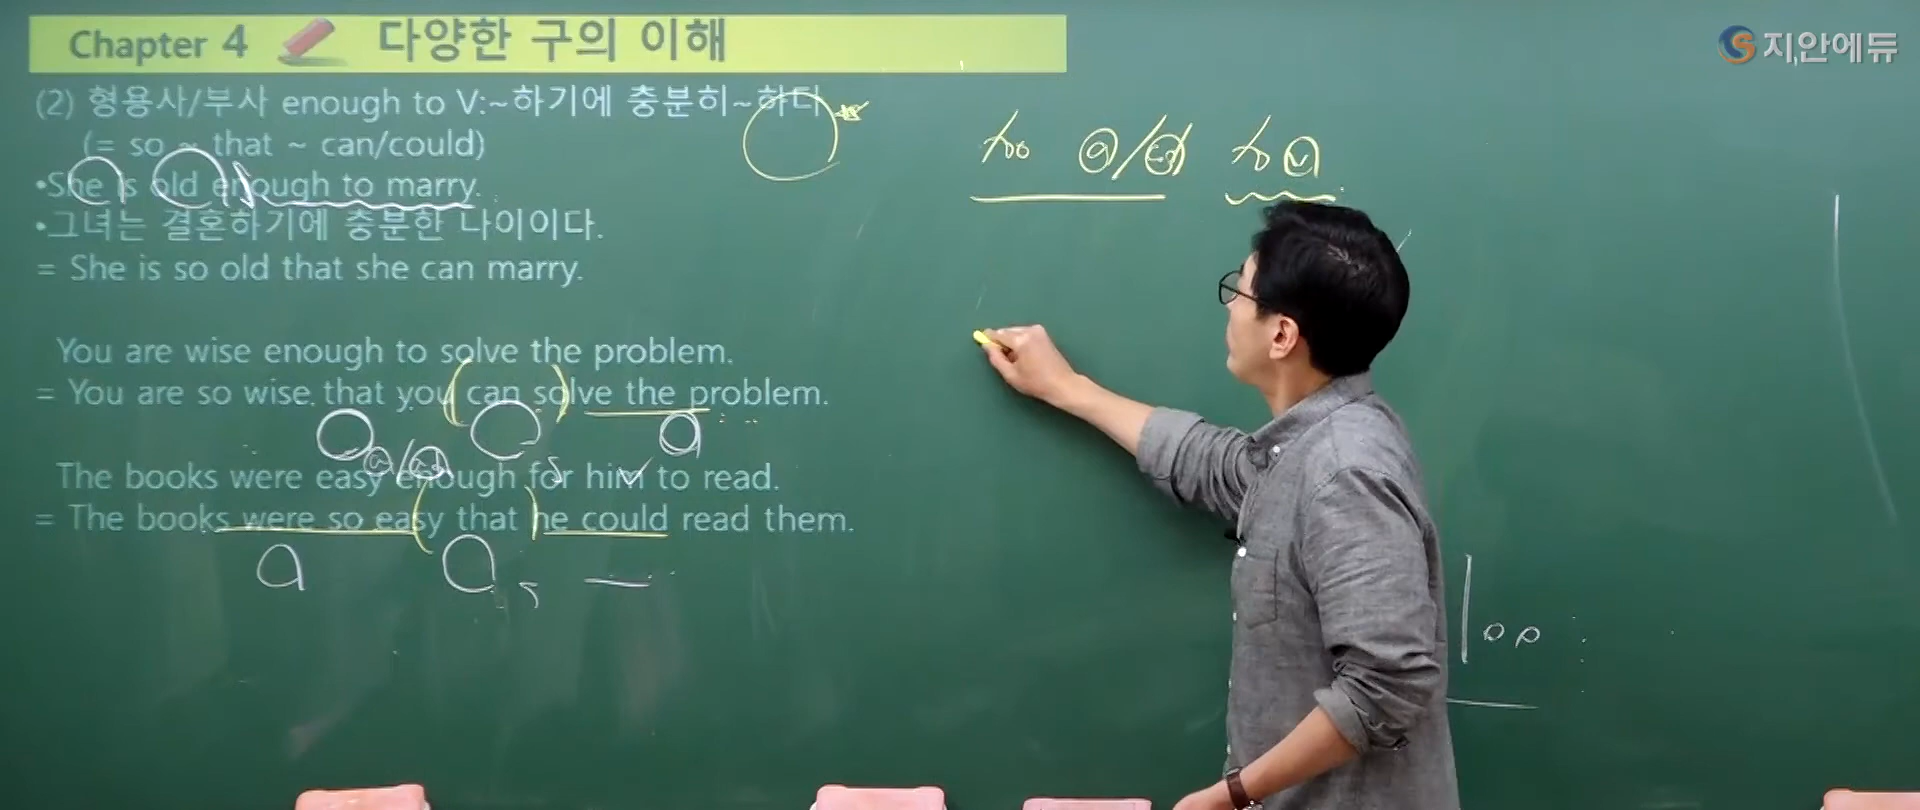 Chapter 4 다양한 구의 이해
지안에듀
(2) 형용사/부사 enough to V:~하기에 충분히~하다
(= so ~ that ~ can/could)
•She is old enough to marry.
•그녀는 결혼하기에 충분한 나이이다.
= She is so old that she can marry.
You are wise enough to solve the problem.
= You are so wise that you can solve the problem.
The books were easy enough for him to read.
= The books were so easy that he could read them.
too ⓐ/ⓐd to ⓥ
a/ad
100